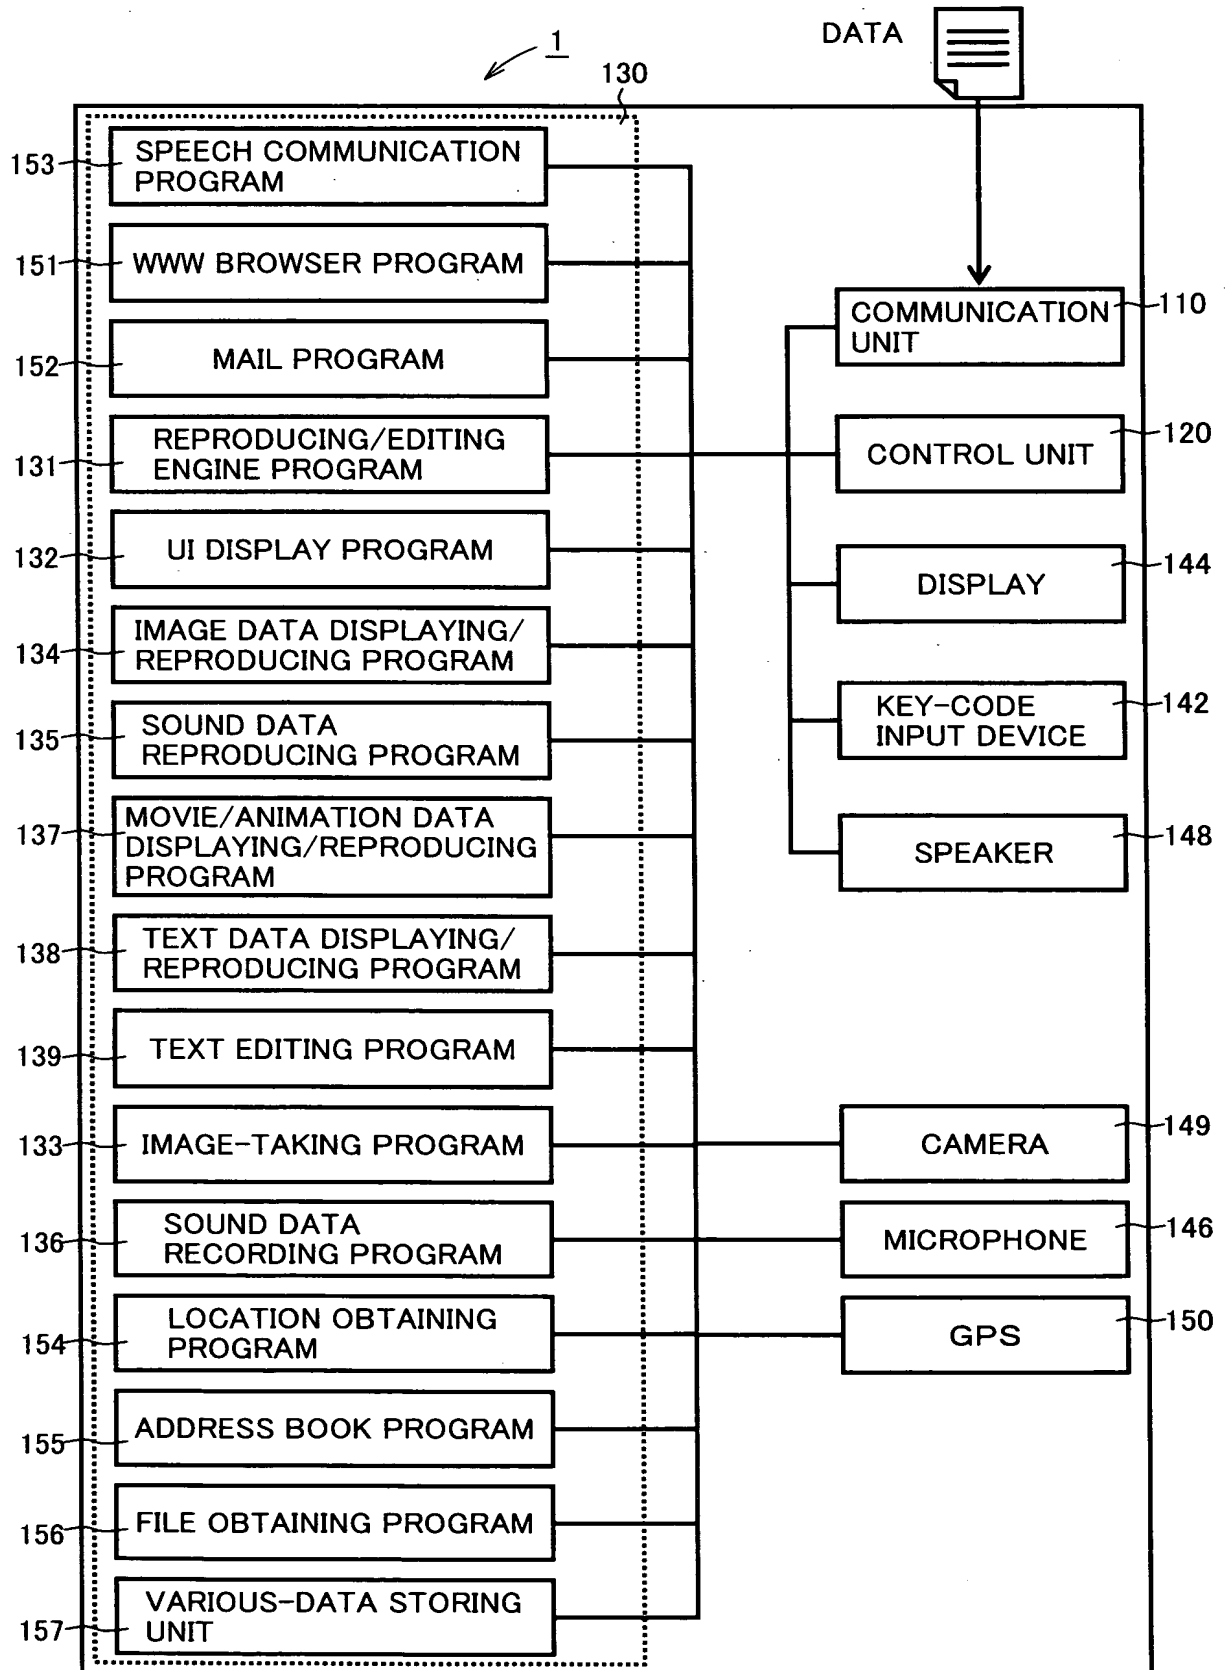 DATA
1
130
153
SPEECH COMMUNICATION
PROGRAM
151
WWW BROWSER PROGRAM
152
MAIL PROGRAM
131
REPRODUCING/EDITING
ENGINE PROGRAM
132
UI DISPLAY PROGRAM
134
IMAGE DATA DISPLAYING/
REPRODUCING PROGRAM
135
SOUND DATA
REPRODUCING PROGRAM
137
MOVIE/ANIMATION DATA
DISPLAYING/REPRODUCING
PROGRAM
138
TEXT DATA DISPLAYING/
REPRODUCING PROGRAM
139
TEXT EDITING PROGRAM
133
IMAGE-TAKING PROGRAM
136
SOUND DATA
RECORDING PROGRAM
154
LOCATION OBTAINING
PROGRAM
155
ADDRESS BOOK PROGRAM
156
FILE OBTAINING PROGRAM
157
VARIOUS-DATA STORING
UNIT
COMMUNICATION
UNIT
110
CONTROL UNIT
120
DISPLAY
144
KEY-CODE
INPUT DEVICE
142
SPEAKER
148
CAMERA
149
MICROPHONE
146
GPS
150